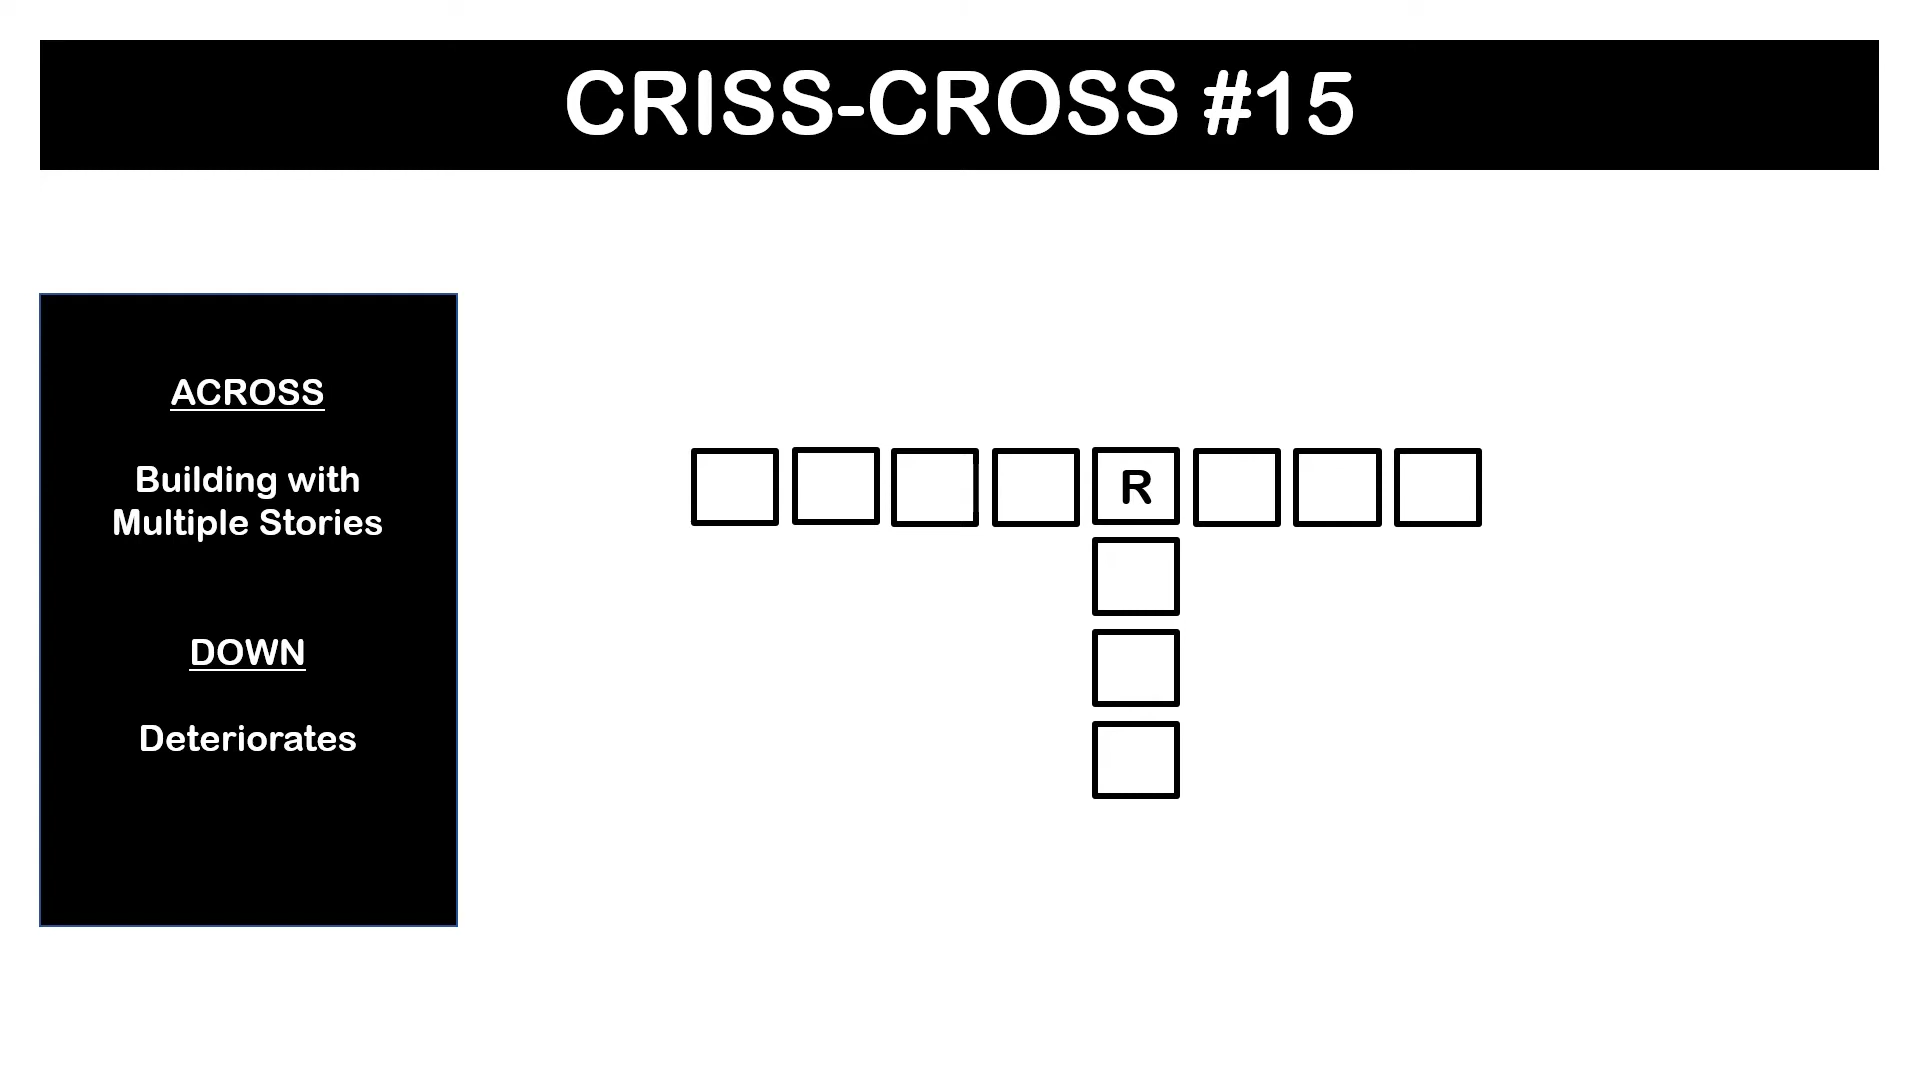 CRISS-CROSS #15
ACROSS
Building with
Multiple Stories
DOWN
Deteriorates
R